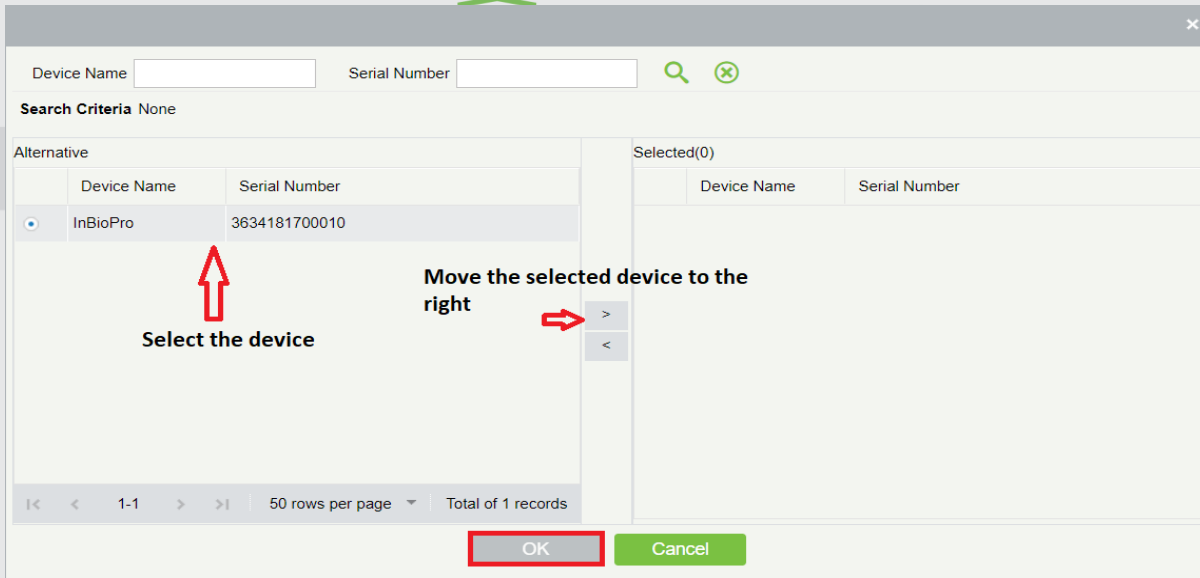 Device Name
Serial Number
Search Criteria None
Alternative
Device Name Serial Number
InBioPro 3634181700010
Select the device
Move the selected device to the
right
>
<
Selected(0)
Device Name Serial Number
1-1 50 rows per page Total of 1 records
OK Cancel